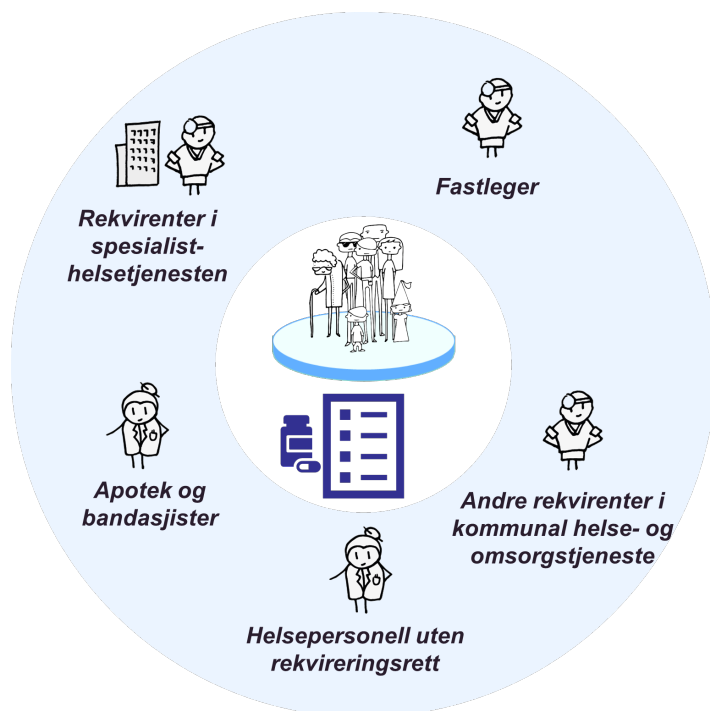 Fastleger
Rekvirenter i
spesialist-
helsetjenesten
Apotek og
bandasjister
Andre rekvirenter i
kommunal helse- og
omsorgstjeneste
Helsepersonell uten
rekvireringsrett